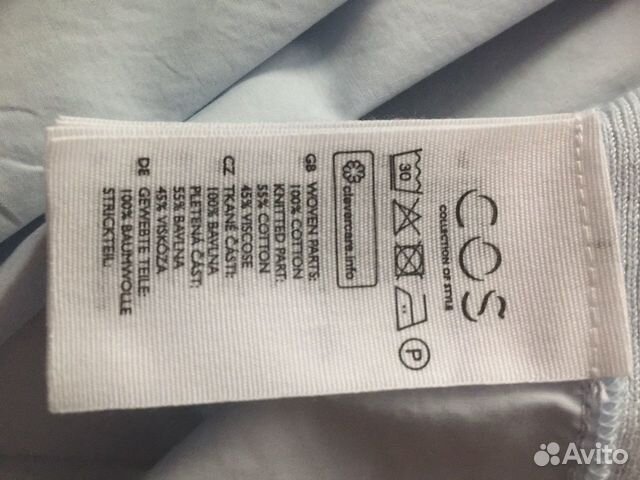 COS
COLLECTION OF STYLE
30
P
clevercare.info
GB WOVEN PARTS:
100% COTTON
KNITTED PART:
55% COTTON
45% VISCOSE
CZ TKANÉ ČÁSTI:
100% BAVLNA
PLETENÁ ČÁST:
55% BAVLNA
45% VISKÓZA
DE GEWEBTE TEILE:
100% BAUMWOLLE
STRICKTEIL:
Avito